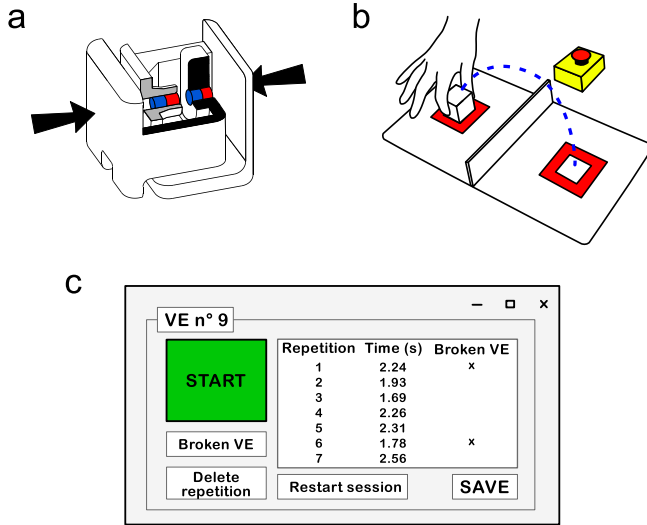 a
b
c
VE n° 9
START
Broken VE
Delete
repetition
Repetition Time (s) Broken VE
1 2.24 x
2 1.93
3 1.69
4 2.26
5 2.31
6 1.78 x
7 2.56
Restart session
SAVE